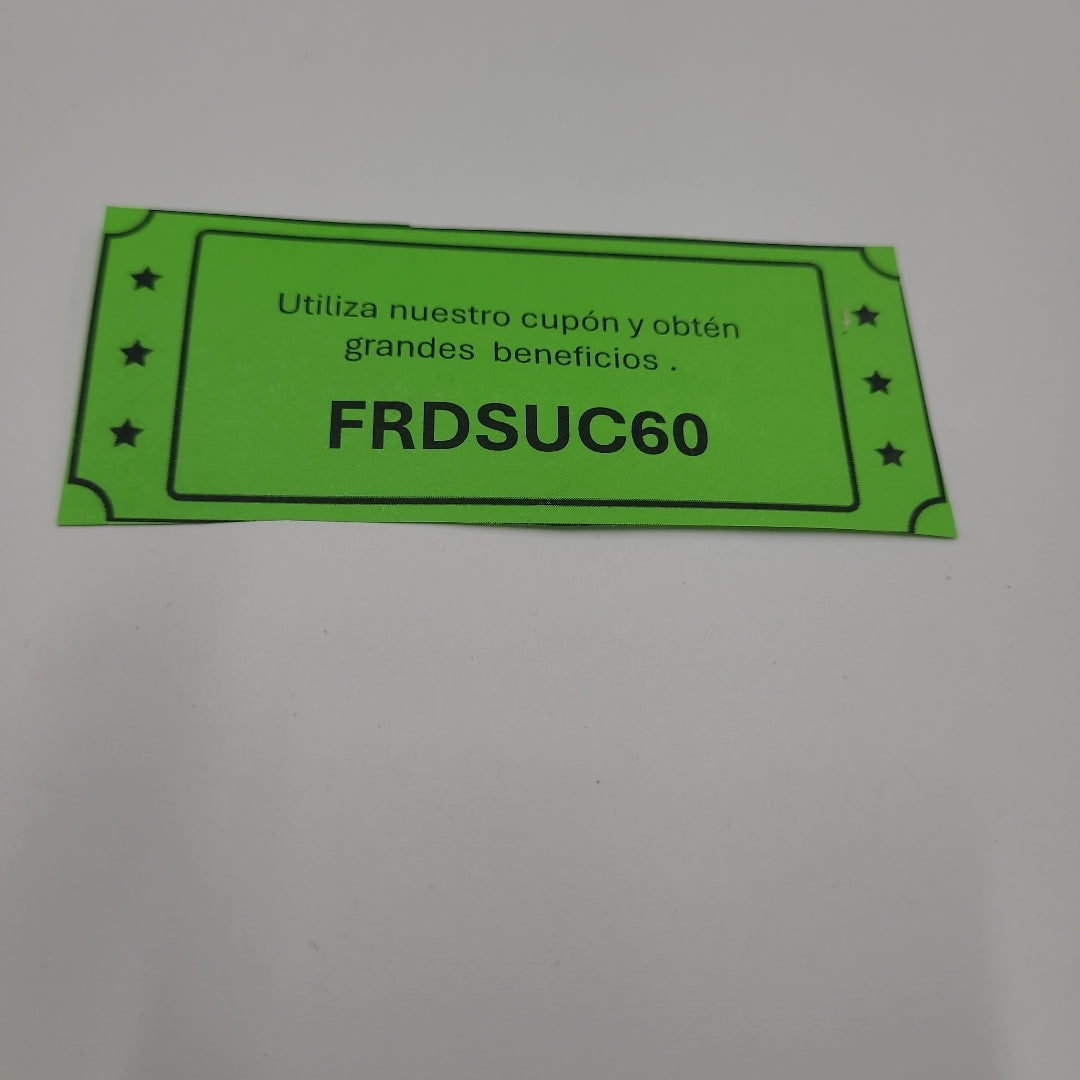 Utiliza nuestro cupón y obtén
grandes beneficios .
FRDSUC60